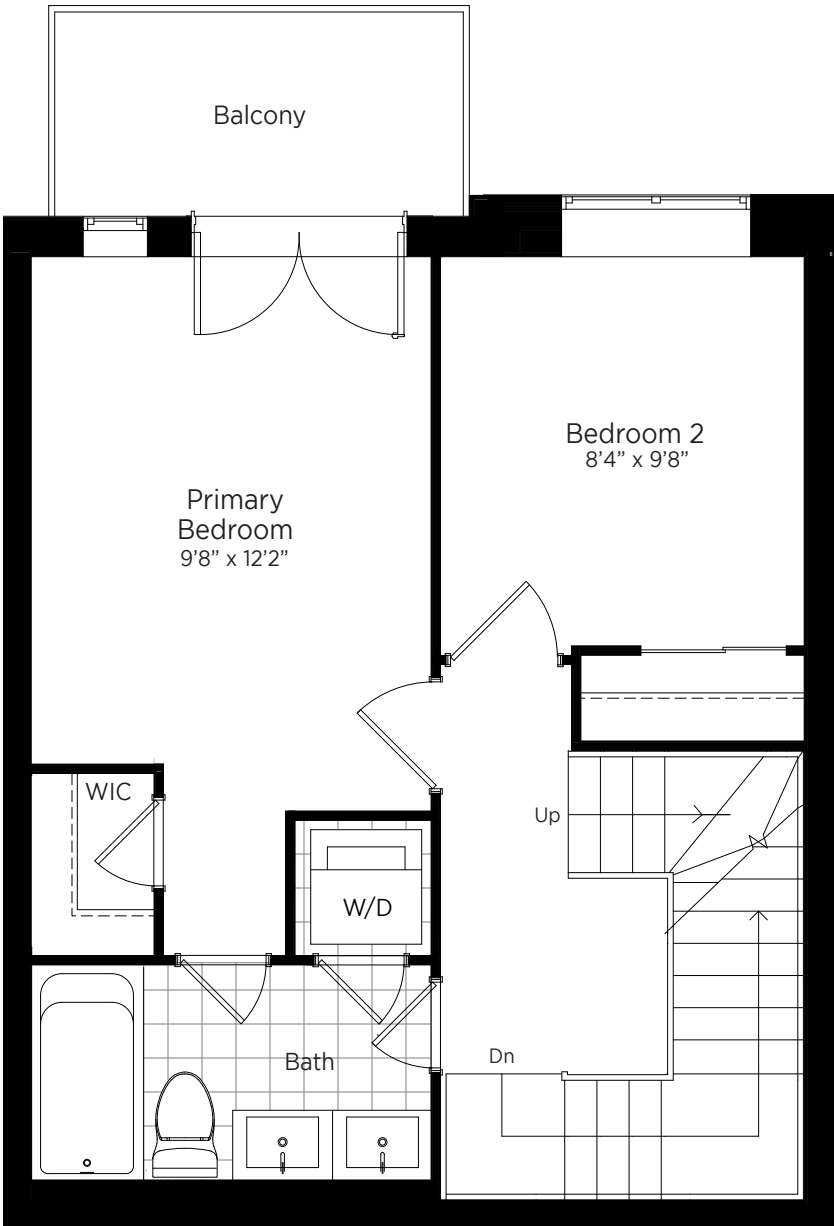 Balcony
Bedroom 2
8’4” x 9’8”
Primary
Bedroom
9’8” x 12’2”
WIC
Up
W/D
Dn
Bath